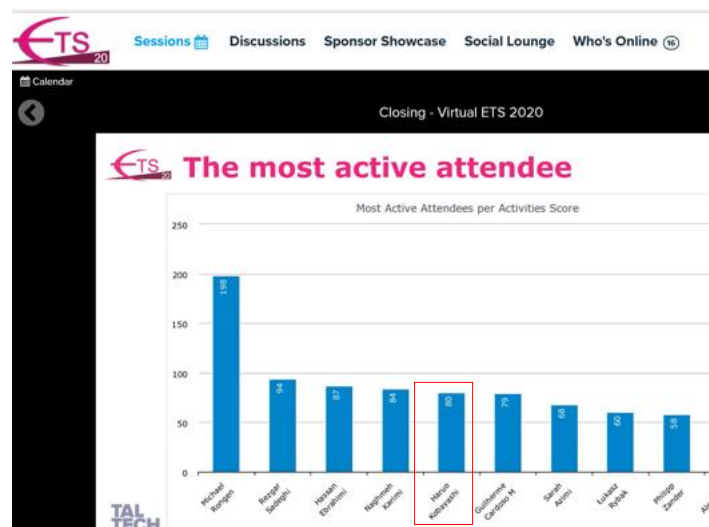 ETS
20
Sessions
Discussions
Sponsor Showcase
Social Lounge
Who's Online 16
Calendar
Closing - Virtual ETS 2020
ETS
20
The most active attendee
Most Active Attendees per Activities Score
250
200
150
100
50
0
198
94
87
84
80
79
68
60
58
Michael
Rongen
Rezgar
Sadeghi
Hassan
Ebrahimi
Naghmeh
Karimi
Haruo
Kobayashi
Guilherme
Cardoso M
Sarah
Azimi
Łukasz
Rybak
Philipp
Zander
TAL
TECH